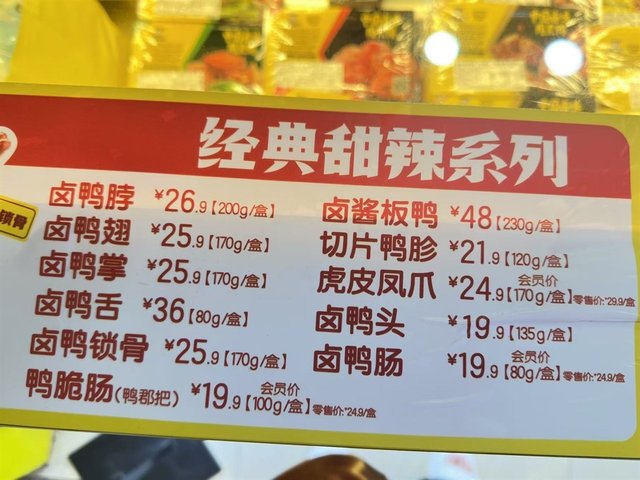 经典甜辣系列
锁骨
卤鸭脖 ¥26.9【200g/盒】
卤鸭翅 ¥25.9【170g/盒】
卤鸭掌 ¥25.9【170g/盒】
卤鸭舌 ¥36【80g/盒】
卤鸭锁骨 ¥25.9【170g/盒】
鸭脆肠(鸭郡把) ¥19.9【100g/盒】会员价 零售价:¥24.9/盒
卤酱板鸭 ¥48【230g/盒】
切片鸭胗 ¥21.9【120g/盒】
虎皮凤爪 ¥24.9【170g/盒】会员价 零售价:¥29.9/盒
卤鸭头 ¥19.9【135g/盒】
卤鸭肠 ¥19.9【80g/盒】会员价 零售价:¥24.9/盒